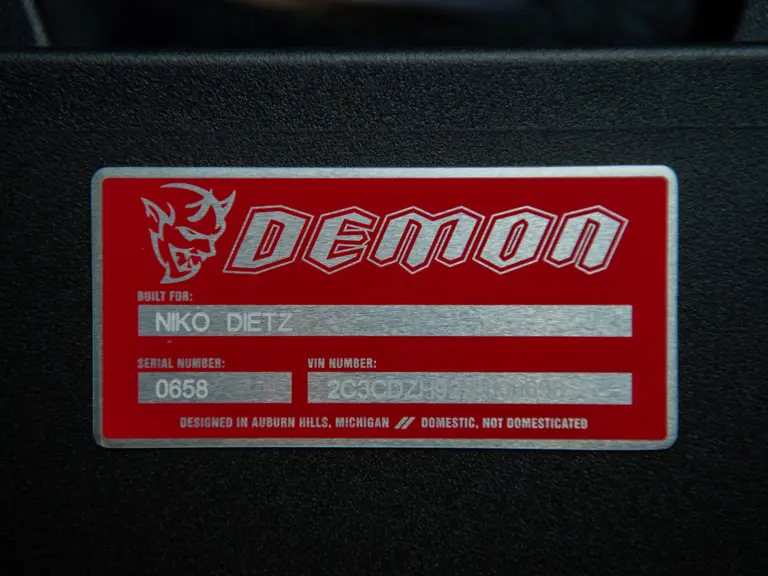 DEMON
BUILT FOR:
NIKO DIETZ
SERIAL NUMBER: VIN NUMBER:
0658
DESIGNED IN AUBURN HILLS, MICHIGAN // DOMESTIC, NOT DOMESTICATED